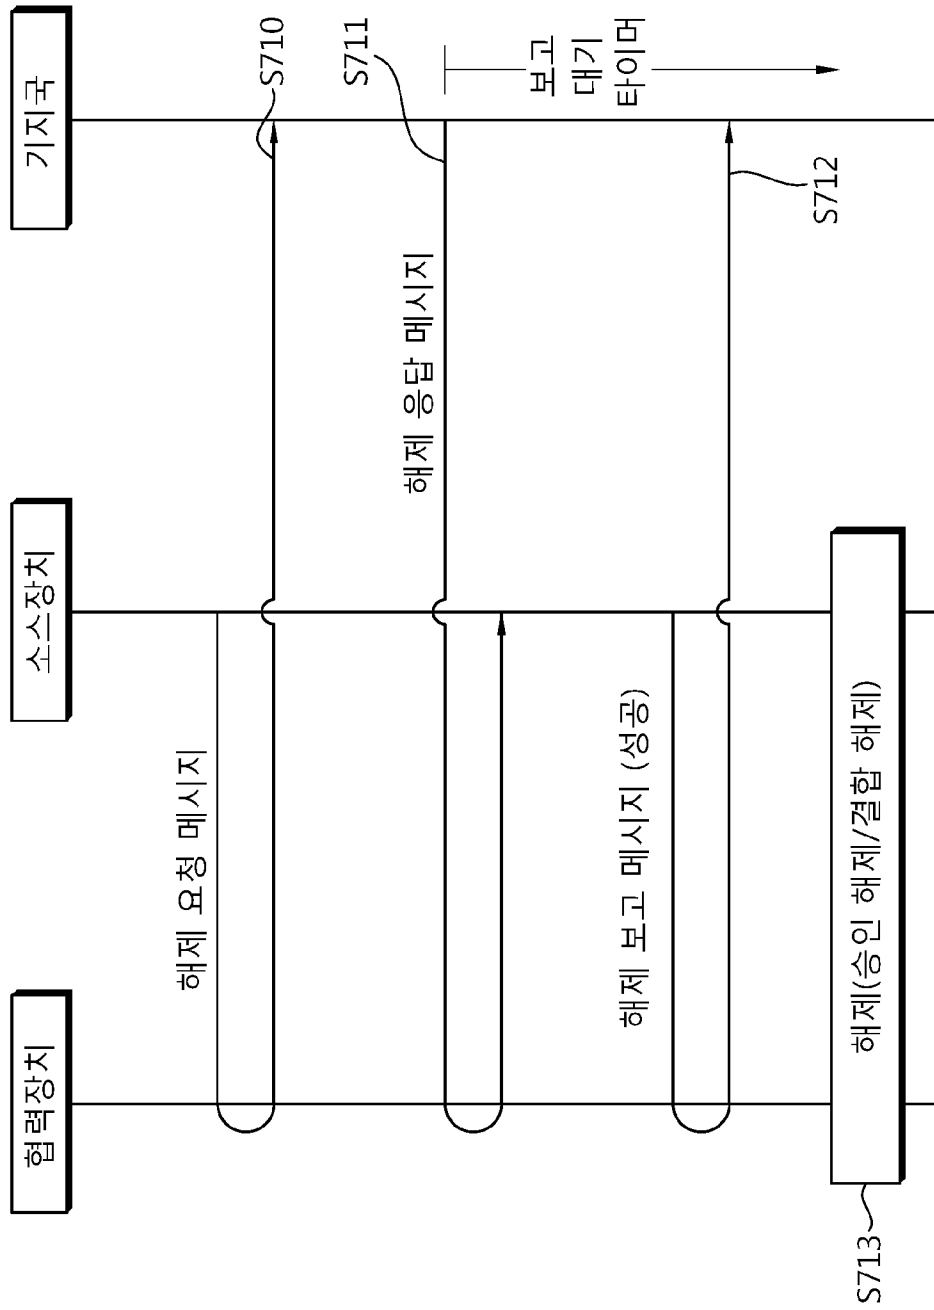 협력장치
소스장치
기지국
해제 요청 메시지
S710
해제 응답 메시지
S711
보고
대기
타이머
해제 보고 메시지 (성공)
S712
해제(승인 해제/결합 해제)
S713